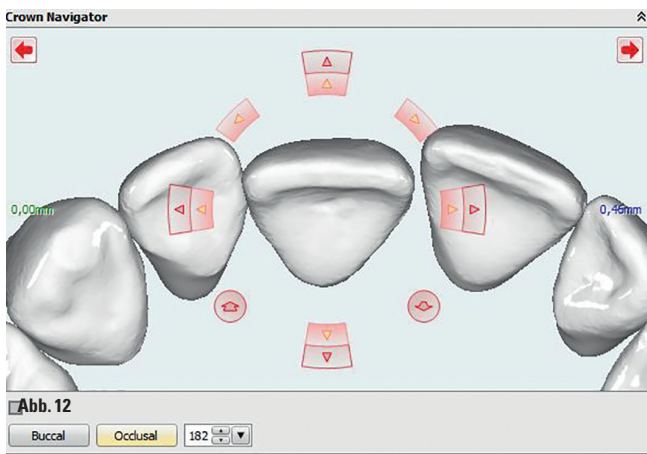 Crown Navigator
0,00mm 0,46mm
Abb. 12
Buccal Occlusal 182